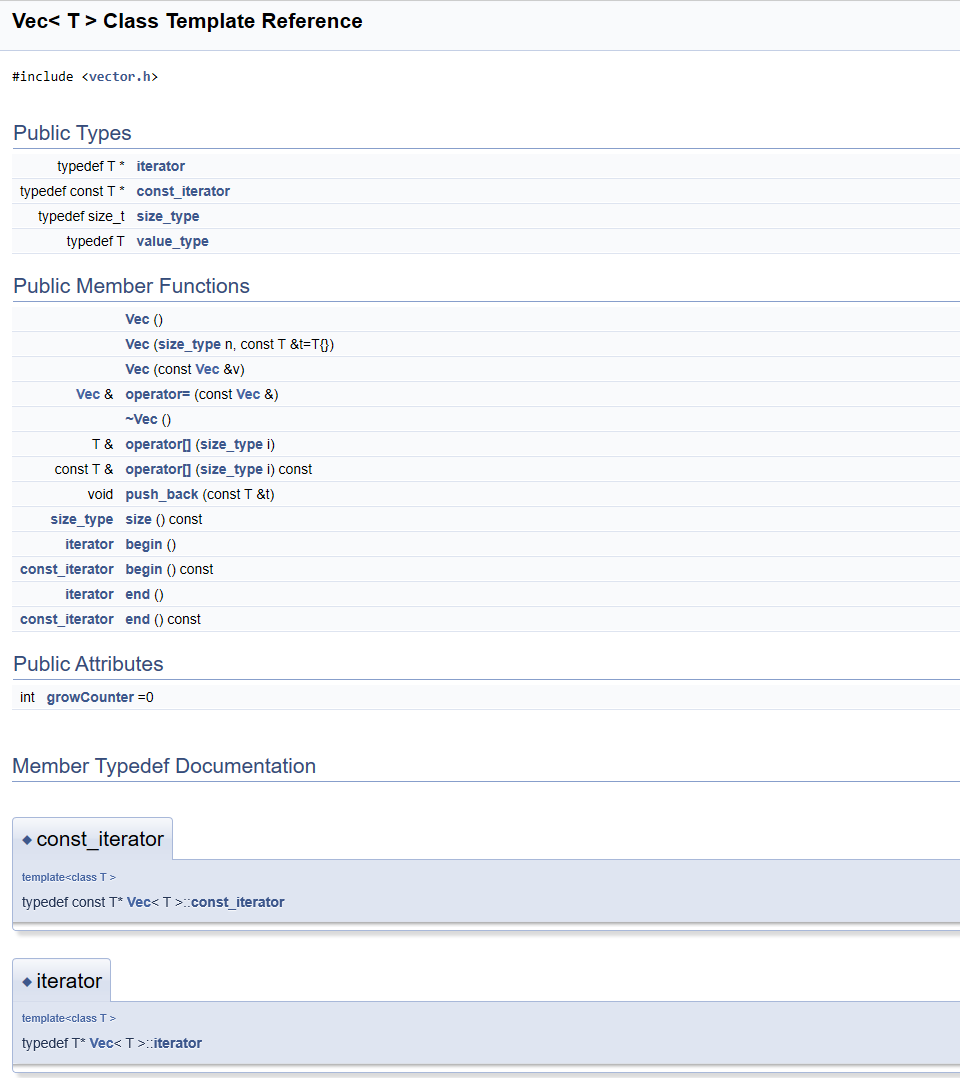 Vec< T > Class Template Reference
#include <vector.h>
Public Types
typedef T * iterator
typedef const T * const_iterator
typedef size_t size_type
typedef T value_type
Public Member Functions
Vec ()
Vec (size_type n, const T &t=T{})
Vec (const Vec &v)
Vec & operator= (const Vec &)
~Vec ()
T & operator[] (size_type i)
const T & operator[] (size_type i) const
void push_back (const T &t)
size_type size () const
iterator begin ()
const_iterator begin () const
iterator end ()
const_iterator end () const
Public Attributes
int growCounter =0
Member Typedef Documentation
◆ const_iterator
template<class T >
typedef const T* Vec< T >::const_iterator
◆ iterator
template<class T >
typedef T* Vec< T >::iterator